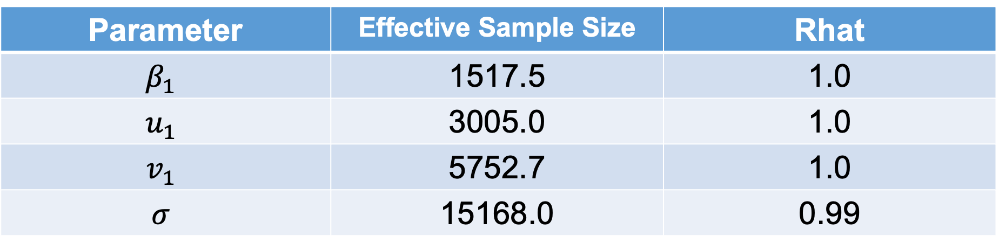 Parameter Effective Sample Size Rhat
β₁ 1517.5 1.0
u₁ 3005.0 1.0
v₁ 5752.7 1.0
σ 15168.0 0.99